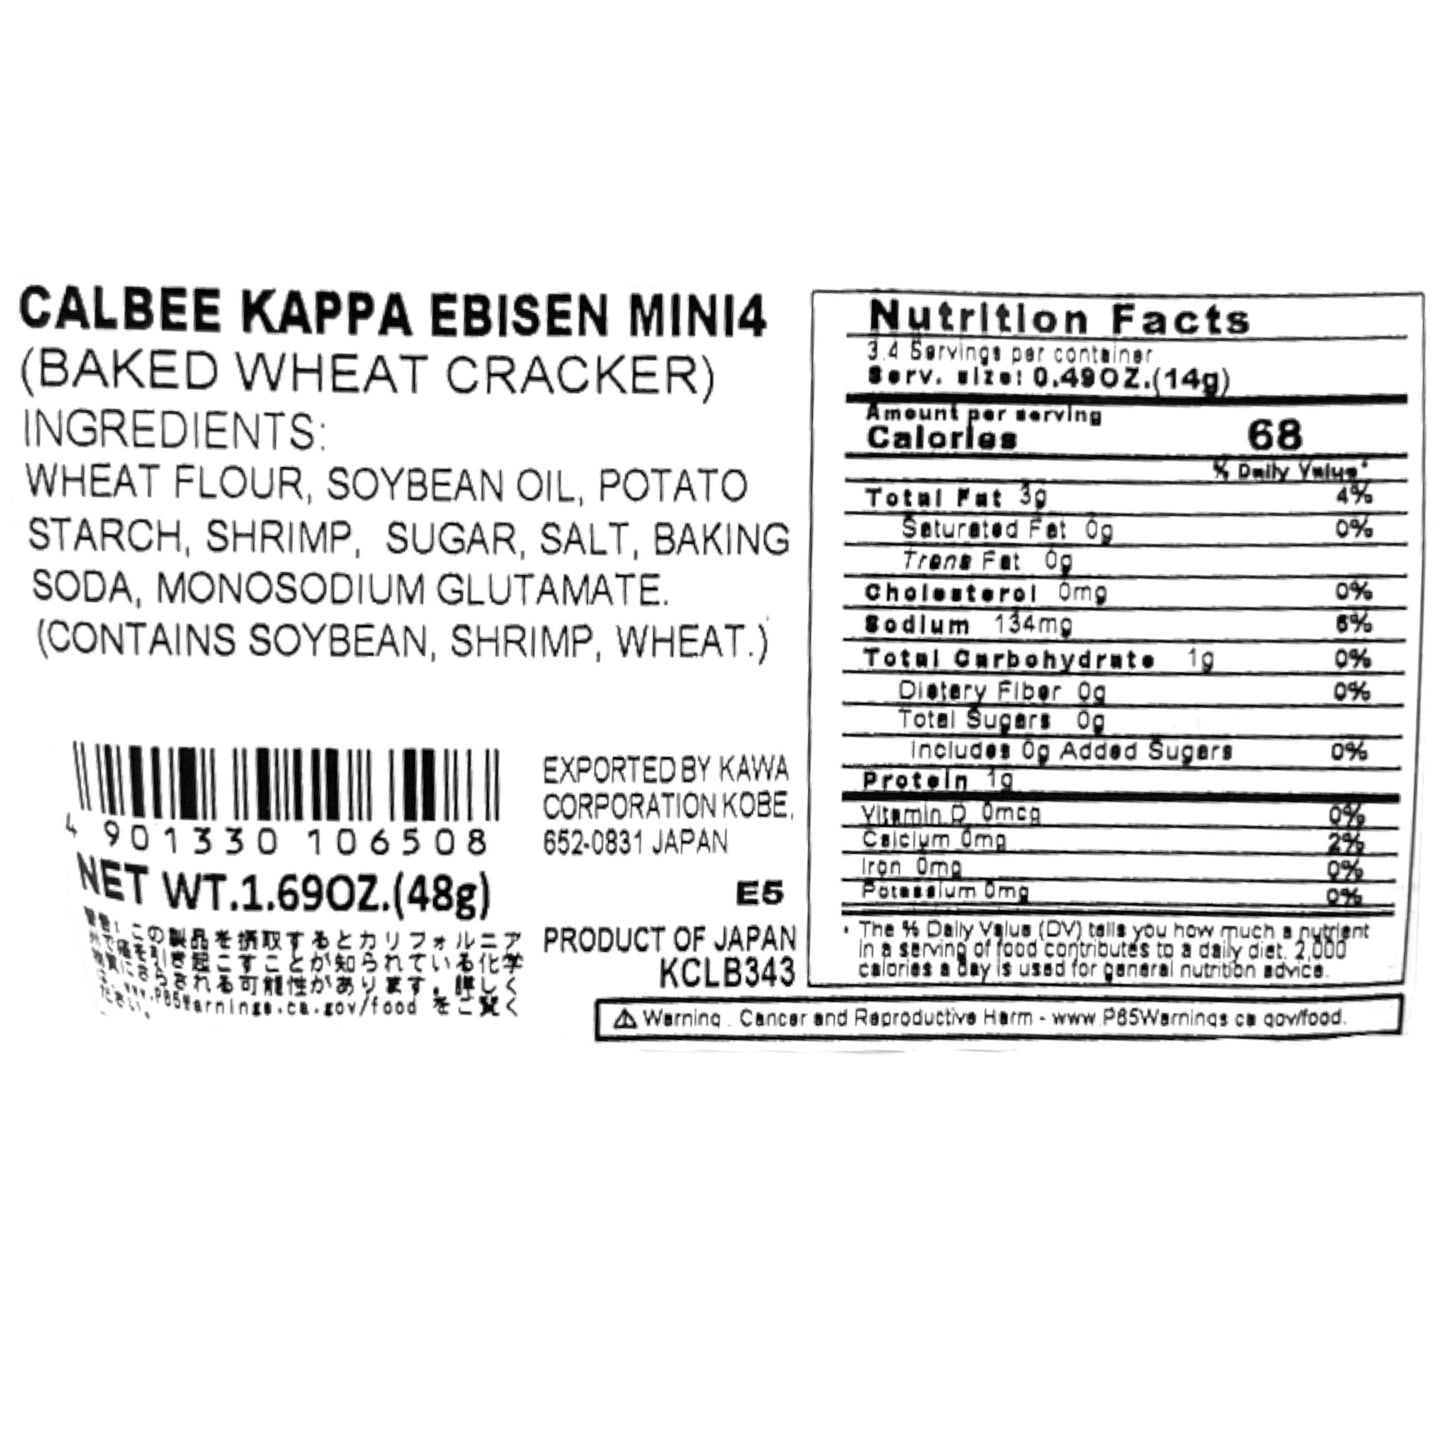 CALBEE KAPPA EBISEN MINI4
(BAKED WHEAT CRACKER)
INGREDIENTS:
WHEAT FLOUR, SOYBEAN OIL, POTATO
STARCH, SHRIMP, SUGAR, SALT, BAKING
SODA, MONOSODIUM GLUTAMATE.
(CONTAINS SOYBEAN, SHRIMP, WHEAT.)
4 901330 106508
NET WT.1.69OZ.(48g)
警告:この製品を摂取するとカリフォルニア
引き起こすことが知られている化学
される可能性があります。詳しく
P65Warnings.ca.gov/food をご覧く
ださい。
EXPORTED BY KAWA
CORPORATION KOBE,
652-0831 JAPAN
E5
PRODUCT OF JAPAN
KCLB343
Nutrition Facts
3.4 Servings per container
Serv. size: 0.49OZ.(14g)
Amount per serving
Calories 68
% Daily Value*
Total Fat 3g 4%
Saturated Fat 0g 0%
Trans Fat 0g
Cholesterol 0mg 0%
Sodium 134mg 6%
Total Carbohydrate 1g 0%
Dietary Fiber 0g 0%
Total Sugars 0g
Includes 0g Added Sugars 0%
Protein 1g
Vitamin D 0mcg 0%
Calcium 0mg 2%
Iron 0mg 0%
Potassium 0mg 0%
* The % Daily Value (DV) tells you how much a nutrient
in a serving of food contributes to a daily diet. 2,000
calories a day is used for general nutrition advice.
⚠ Warning : Cancer and Reproductive Harm - www.P65Warnings.ca.gov/food.